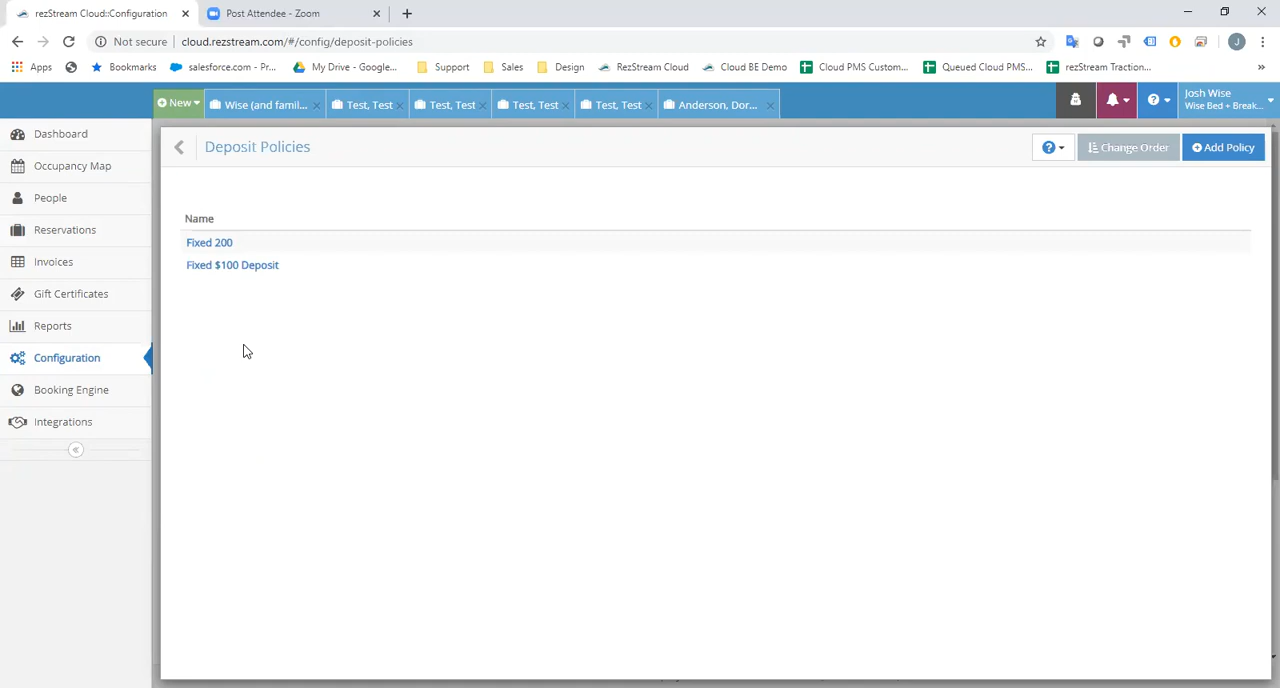 rezStream Cloud::Configuration
Post Attendee - Zoom
Not secure
cloud.rezstream.com/#/config/deposit-policies
Apps
Bookmarks
salesforce.com - Pr...
My Drive - Google...
Support
Sales
Design
RezStream Cloud
Cloud BE Demo
Cloud PMS Custom...
Queued Cloud PMS...
rezStream Traction...
New
Wise (and famil...
Test, Test
Test, Test
Test, Test
Test, Test
Anderson, Dor...
Josh Wise
Wise Bed + Break...
Dashboard
Occupancy Map
People
Reservations
Invoices
Gift Certificates
Reports
Configuration
Booking Engine
Integrations
Deposit Policies
Change Order
Add Policy
Name
Fixed 200
Fixed $100 Deposit
J